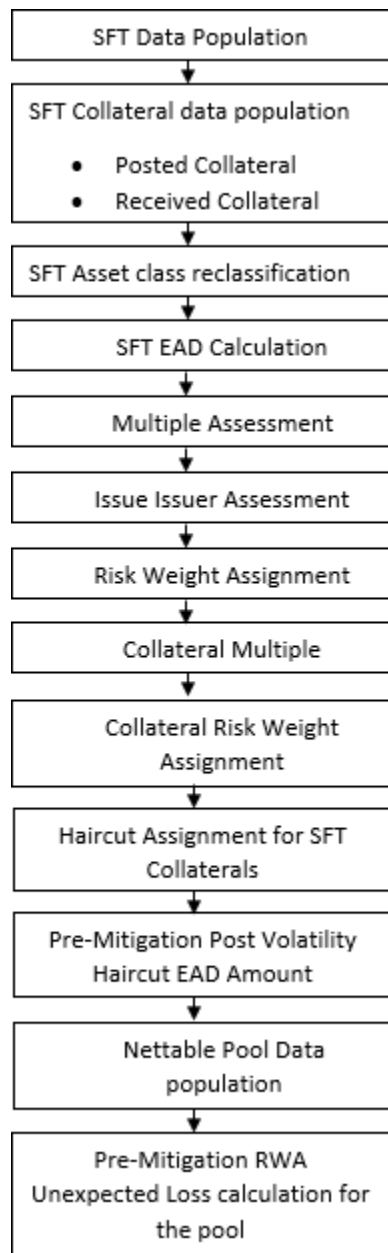 SFT Data Population
SFT Collateral data population
• Posted Collateral
• Received Collateral
SFT Asset class reclassification
SFT EAD Calculation
Multiple Assessment
Issue Issuer Assessment
Risk Weight Assignment
Collateral Multiple
Collateral Risk Weight
Assignment
Haircut Assignment for SFT
Collaterals
Pre-Mitigation Post Volatility
Haircut EAD Amount
Nettable Pool Data
population
Pre-Mitigation RWA
Unexpected Loss calculation for
the pool